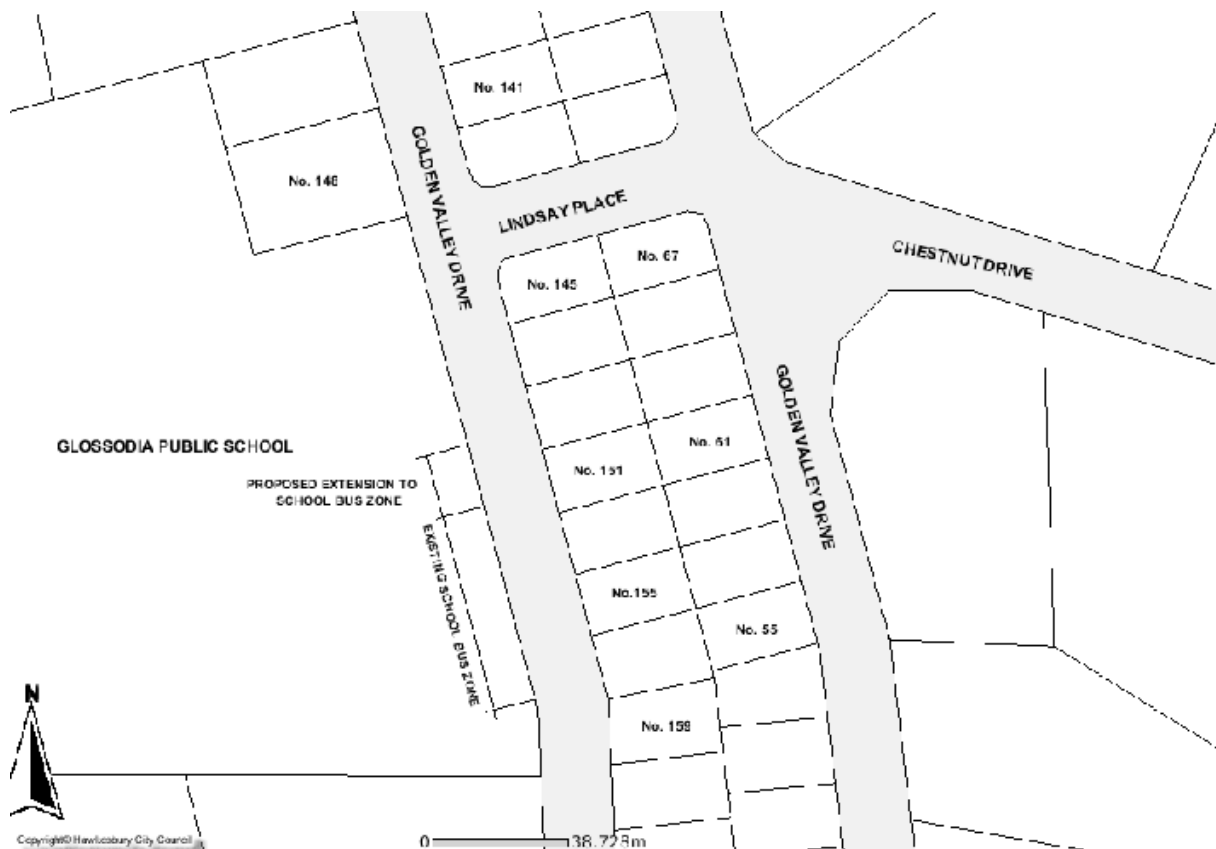 No. 141
GOLDEN VALLEY DRIVE
No. 148
LINDSAY PLACE
No. 67
No. 145
CHESTNUT DRIVE
GOLDEN VALLEY DRIVE
GLOSSODIA PUBLIC SCHOOL
No. 61
No. 151
PROPOSED EXTENSION TO
SCHOOL BUS ZONE
EXISTING SCHOOL BUS ZONE
No.155
No. 55
N
No. 159
Copyright© Hawkesbury City Council
0 38.728m